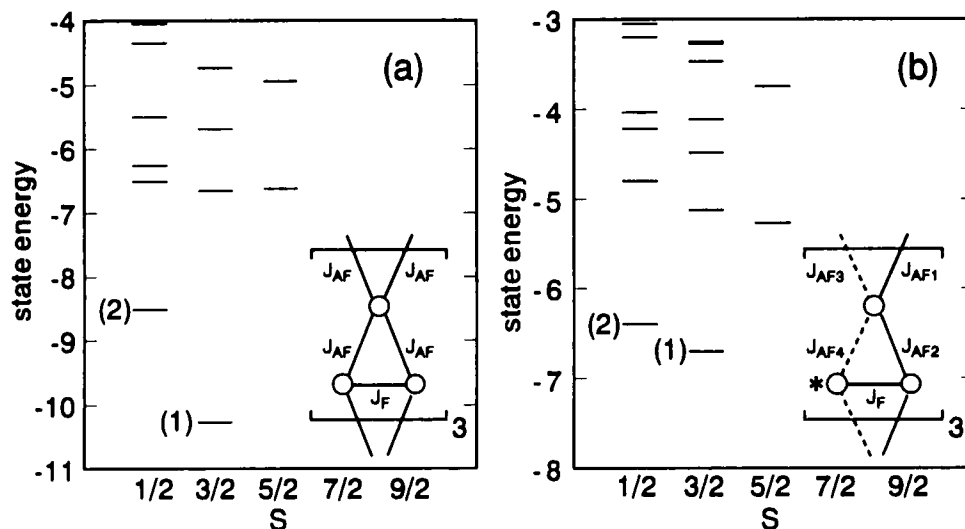 (a)
-4
-5
-6
-7
-8
-9
-10
-11
state energy
(2)
(1)
J_AF J_AF
J_AF J_AF
J_F
3
1/2 3/2 5/2 7/2 9/2
S
(b)
-3
-4
-5
-6
-7
-8
state energy
(2)
(1)
J_AF3 J_AF1
J_AF4 J_AF2
*
J_F
3
1/2 3/2 5/2 7/2 9/2
S